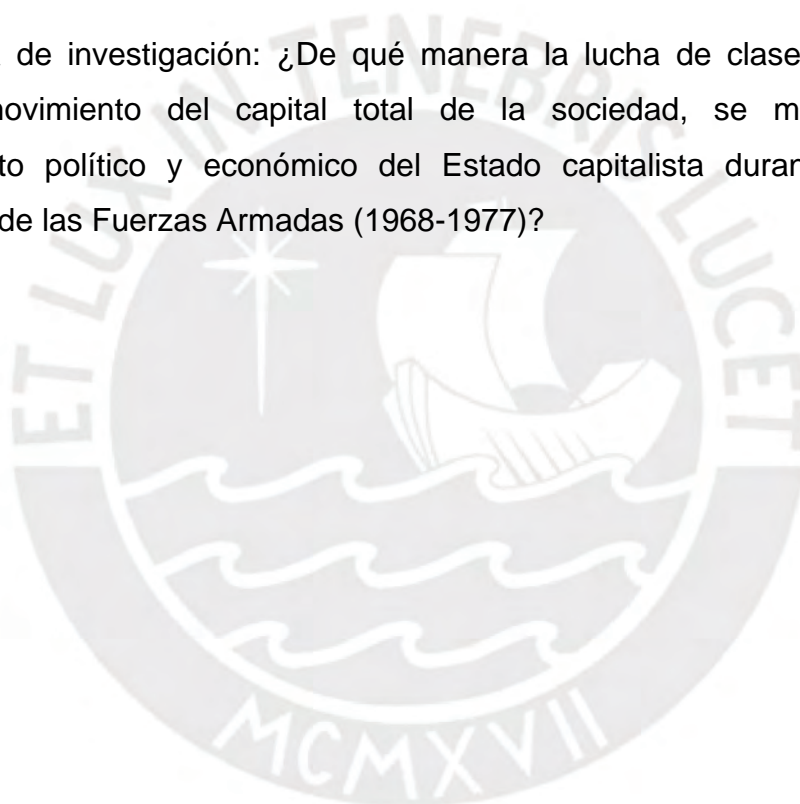 de investigación: ¿De qué manera la lucha de clase
movimiento del capital total de la sociedad, se m
to político y económico del Estado capitalista duran
de las Fuerzas Armadas (1968-1977)?
ET LUX IN TENEBRIS LUCET
MCMXVII